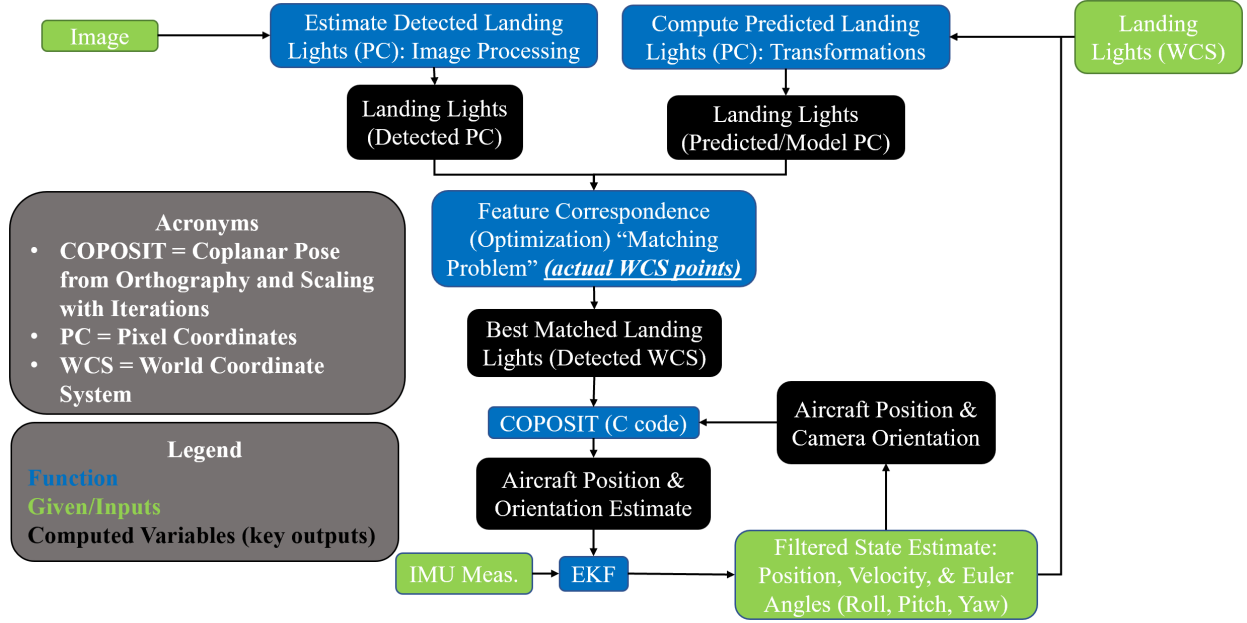 Image
Estimate Detected Landing
Lights (PC): Image Processing
Compute Predicted Landing
Lights (PC): Transformations
Landing
Lights (WCS)
Landing Lights
(Detected PC)
Landing Lights
(Predicted/Model PC)
Feature Correspondence
(Optimization) “Matching
Problem” (actual WCS points)
Acronyms
• COPOSIT = Coplanar Pose
from Orthography and Scaling
with Iterations
• PC = Pixel Coordinates
• WCS = World Coordinate
System
Best Matched Landing
Lights (Detected WCS)
COPOSIT (C code)
Aircraft Position &
Camera Orientation
Legend
Function
Given/Inputs
Computed Variables (key outputs)
Aircraft Position &
Orientation Estimate
IMU Meas.
EKF
Filtered State Estimate:
Position, Velocity, & Euler
Angles (Roll, Pitch, Yaw)